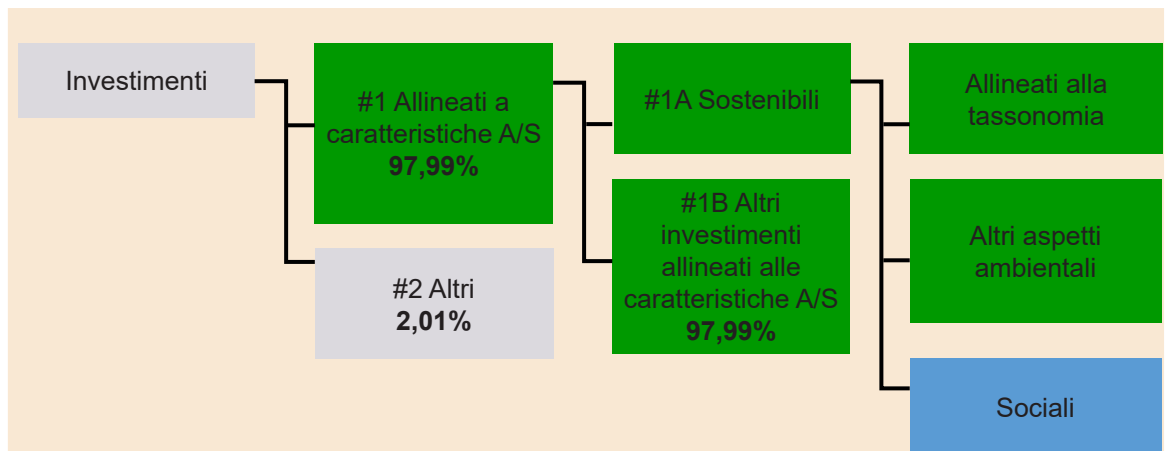 Investimenti
#1 Allineati a
caratteristiche A/S
97,99%
#2 Altri
2,01%
#1A Sostenibili
#1B Altri
investimenti
allineati alle
caratteristiche A/S
97,99%
Allineati alla
tassonomia
Altri aspetti
ambientali
Sociali